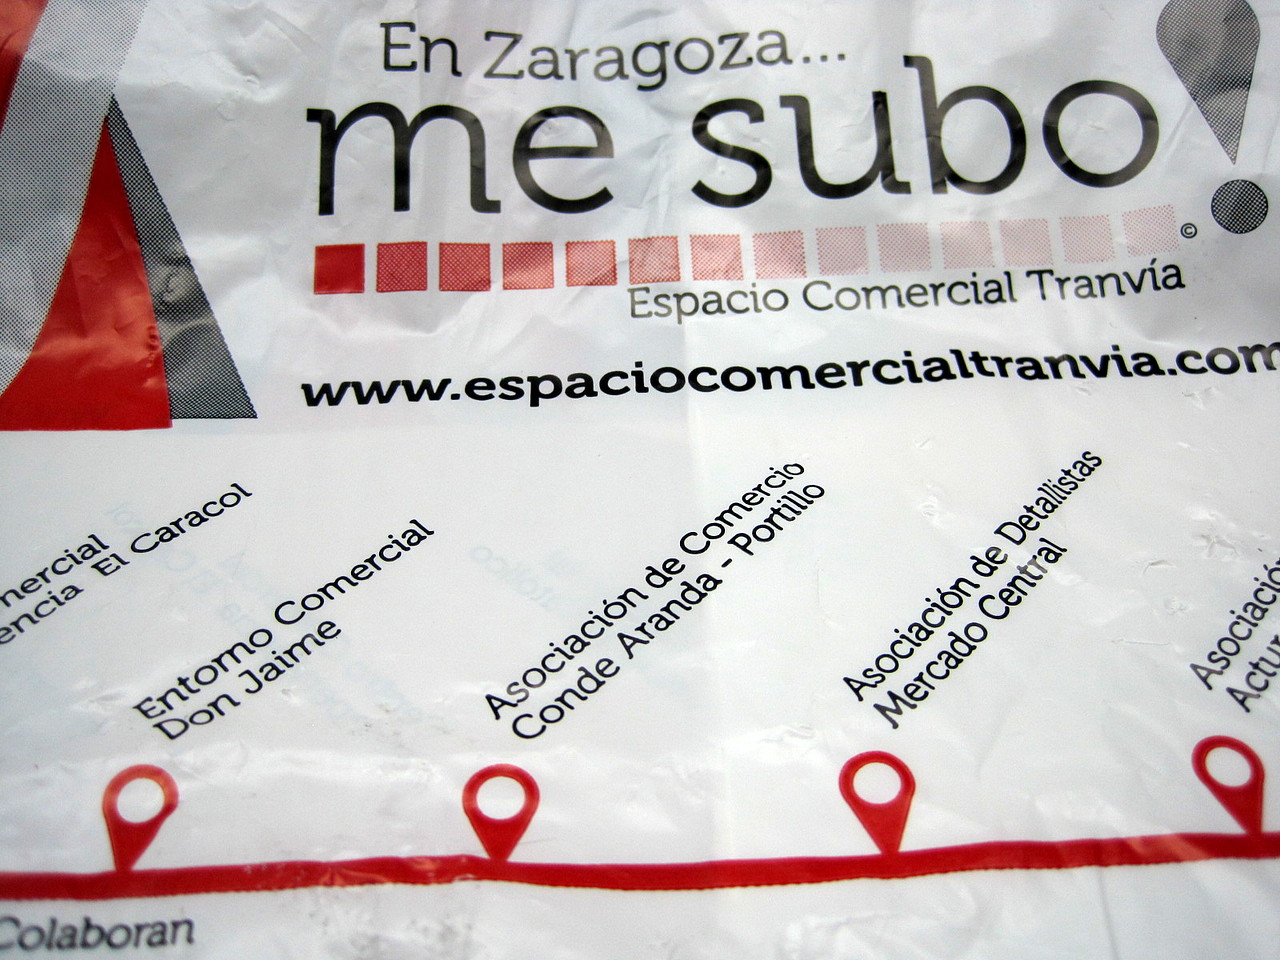 En Zaragoza...
me subo!
©
Espacio Comercial Tranvía
www.espaciocomercialtranvia.com
El Caracol
Entorno Comercial
Don Jaime
Asociación de Comercio
Conde Aranda - Portillo
Asociación de Detallistas
Mercado Central
Asociación
Colaboran